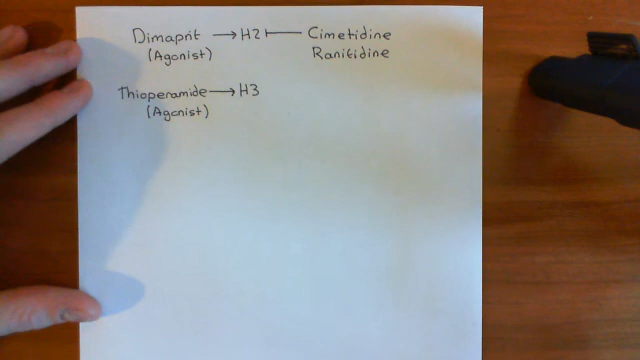 Dimaprit → H2 ⊢ Cimetidine
(Agonist) Ranitidine
Thioperamide → H3
(Agonist)